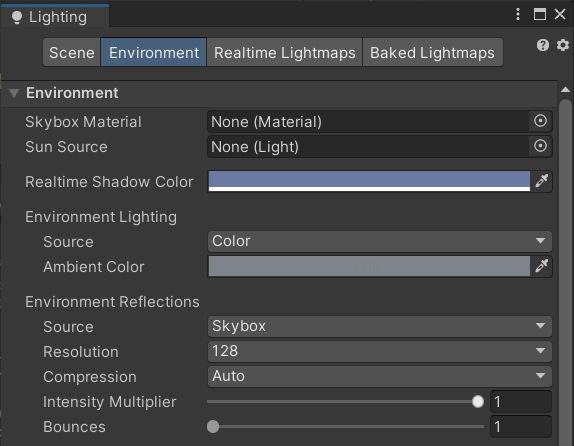 Lighting
Scene Environment Realtime Lightmaps Baked Lightmaps
Environment
Skybox Material None (Material)
Sun Source None (Light)
Realtime Shadow Color
Environment Lighting
Source Color
Ambient Color
Environment Reflections
Source Skybox
Resolution 128
Compression Auto
Intensity Multiplier 1
Bounces 1